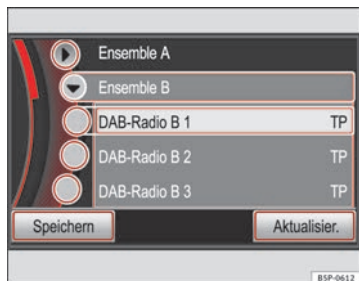 Ensemble A
Ensemble B
DAB-Radio B 1 TP
DAB-Radio B 2 TP
DAB-Radio B 3 TP
Speichern Aktualisier.
B5P-0612